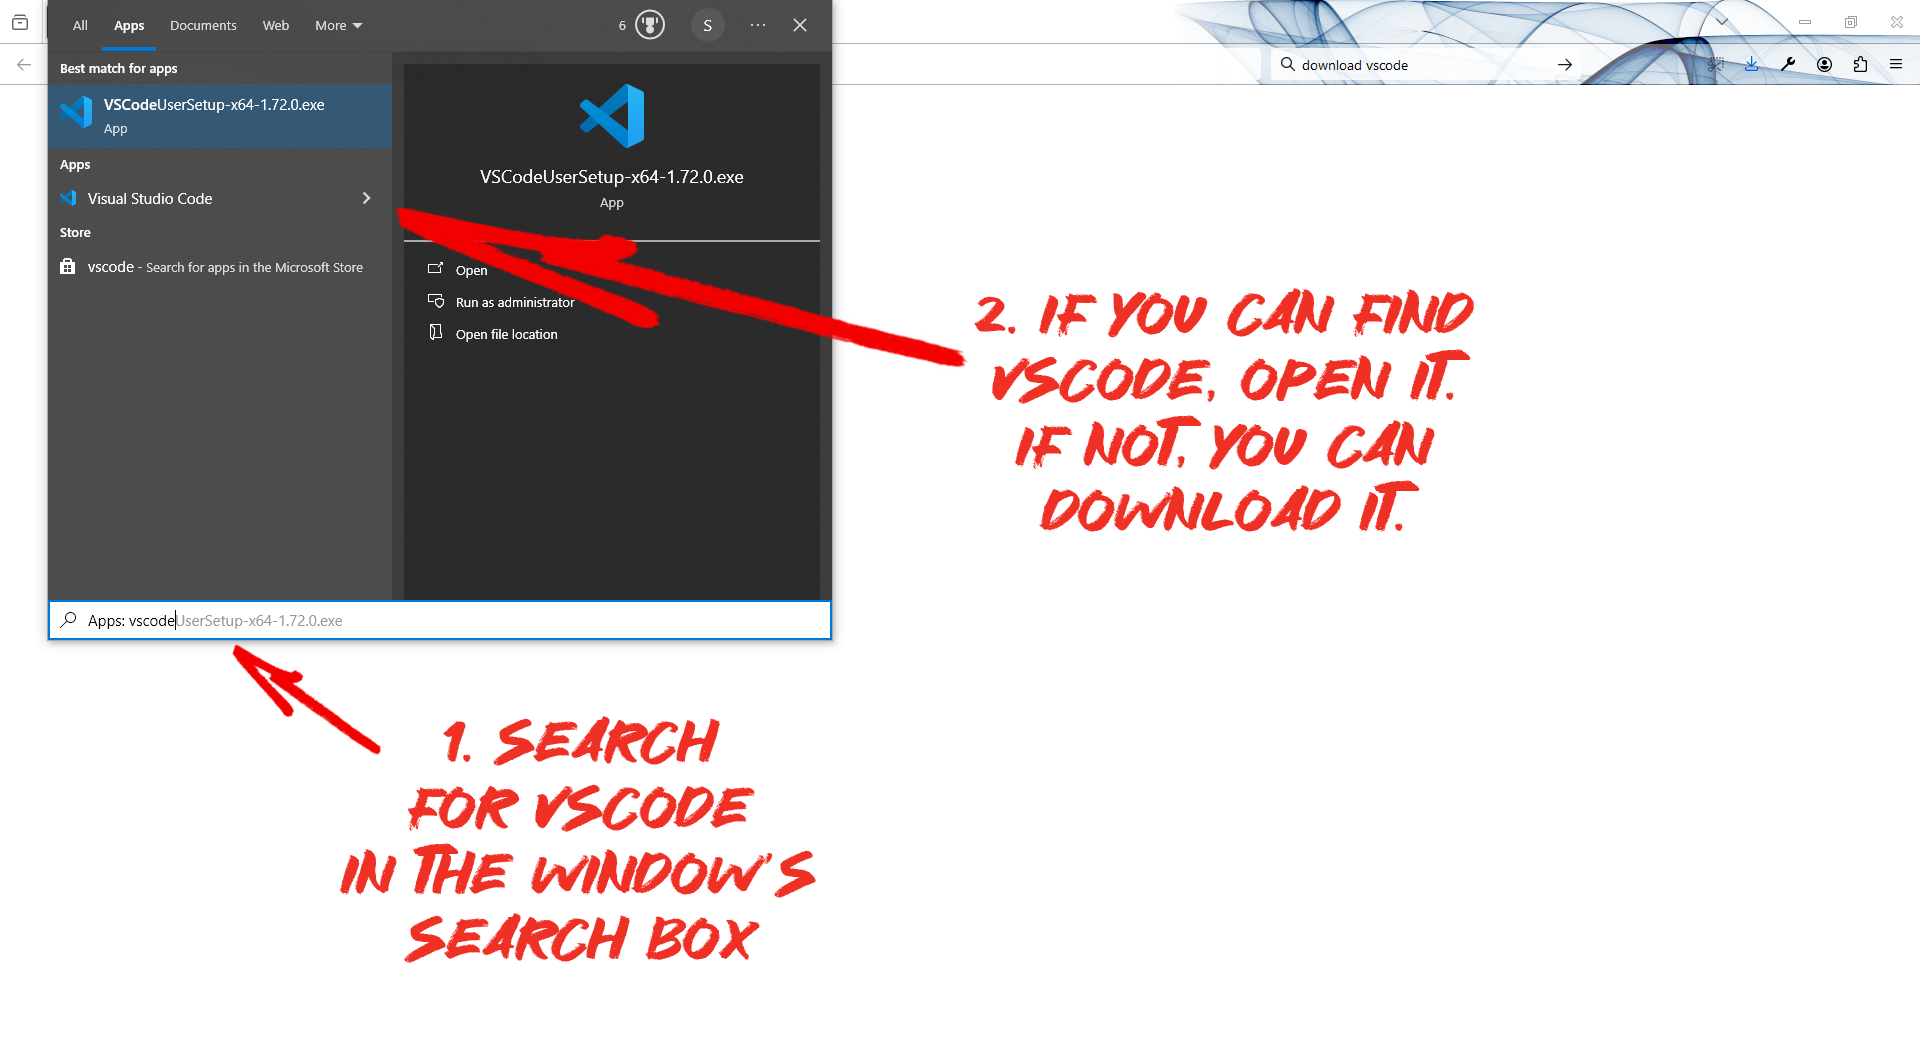 All Apps Documents Web More 6 S
Best match for apps
VSCodeUserSetup-x64-1.72.0.exe
App
Apps
Visual Studio Code
Store
vscode - Search for apps in the Microsoft Store
VSCodeUserSetup-x64-1.72.0.exe
App
Open
Run as administrator
Open file location
Apps: vscodeUserSetup-x64-1.72.0.exe
download vscode
2. IF YOU CAN FIND
VSCODE, OPEN IT.
IF NOT, YOU CAN
DOWNLOAD IT.
1. SEARCH
FOR VSCODE
IN THE WINDOW'S
SEARCH BOX